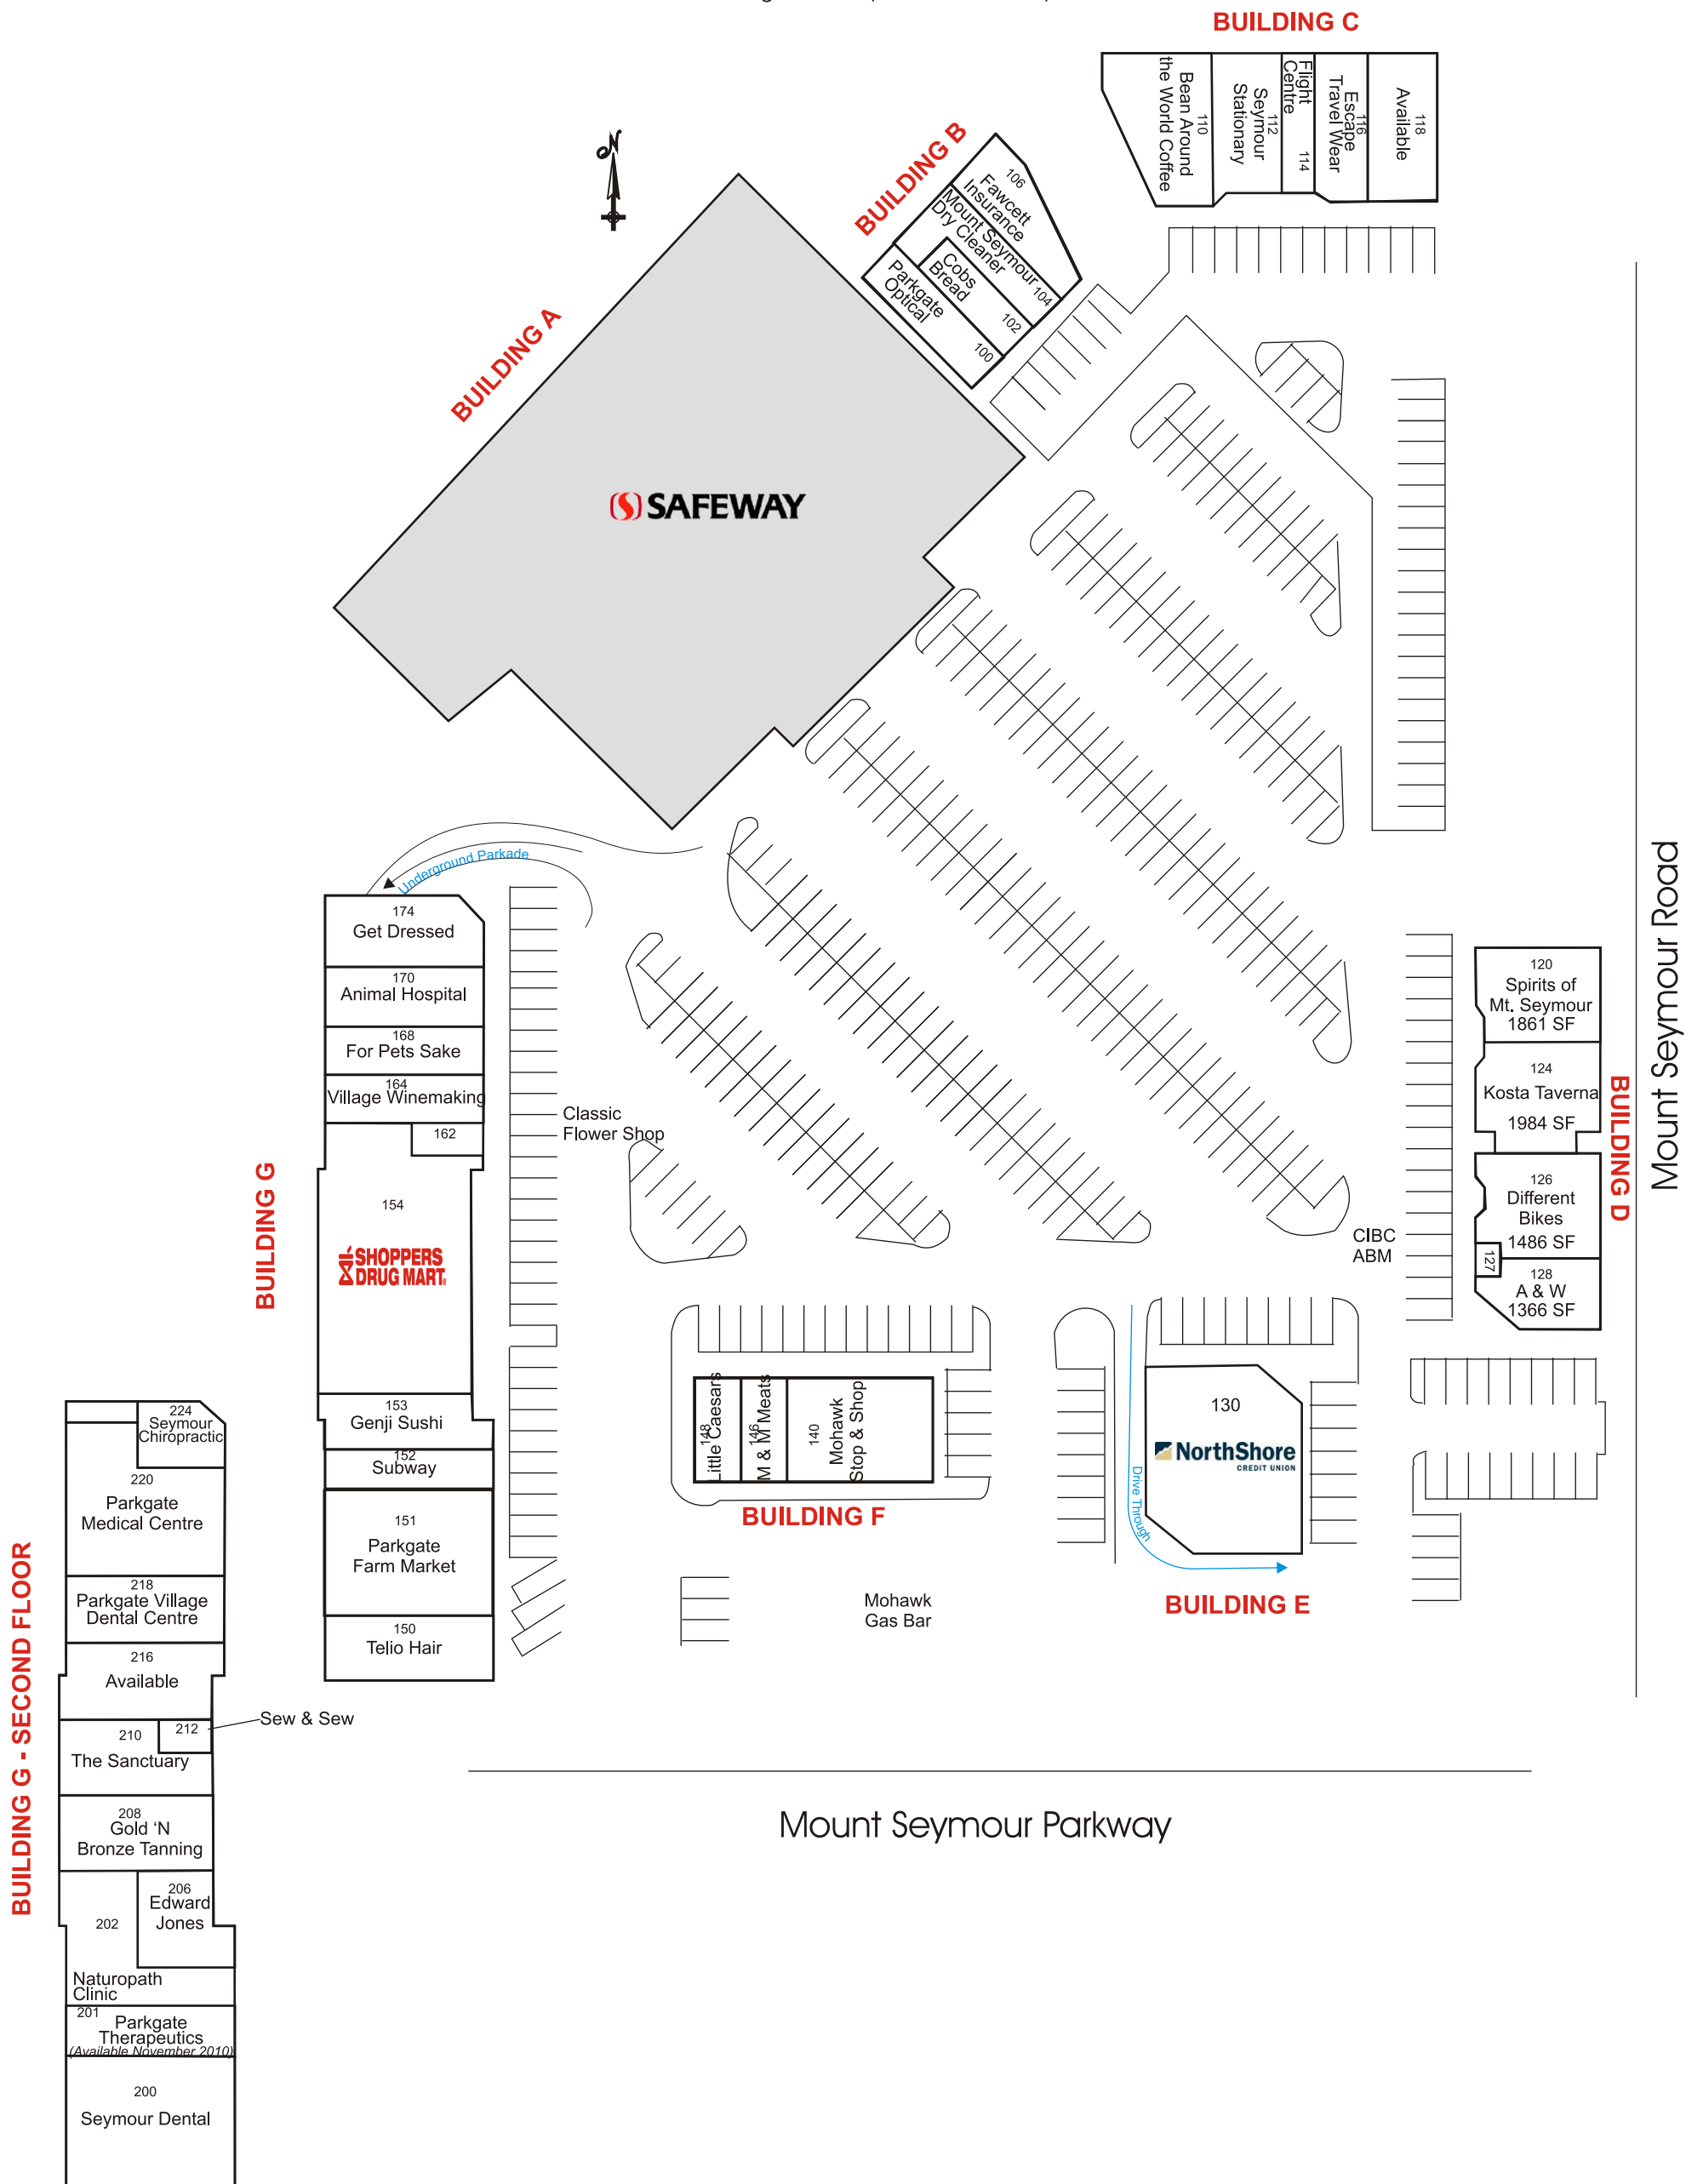 BUILDING C
110
Bean Around
the World Coffee
112
Seymour
Stationary
Flight
Centre
114
116
Escape
Travel Wear
118
Available
N
BUILDING B
106
Fawcett
Insurance
Mount Seymour
Dry Cleaner
104
Cobs
Bread
102
Parkgate
Optical
100
BUILDING A
SAFEWAY
Underground Parkade
174
Get Dressed
170
Animal Hospital
168
For Pets Sake
164
Village Winemaking
162
Classic
Flower Shop
154
SHOPPERS
DRUG MART
BUILDING G
153
Genji Sushi
152
Subway
151
Parkgate
Farm Market
150
Telio Hair
Mount Seymour Road
120
Spirits of
Mt. Seymour
1861 SF
124
Kosta Taverna
1984 SF
BUILDING D
126
Different
Bikes
1486 SF
127
128
A & W
1366 SF
CIBC
ABM
148
Little Caesars
146
M & M Meats
140
Mohawk
Stop & Shop
BUILDING F
130
NorthShore
CREDIT UNION
Drive Through
BUILDING E
Mohawk
Gas Bar
224
Seymour
Chiropractic
220
Parkgate
Medical Centre
218
Parkgate Village
Dental Centre
216
Available
212
Sew & Sew
210
The Sanctuary
208
Gold ‘N
Bronze Tanning
206
Edward
Jones
202
Naturopath
Clinic
201
Parkgate
Therapeutics
(Available November 2010)
200
Seymour Dental
BUILDING G - SECOND FLOOR
Mount Seymour Parkway